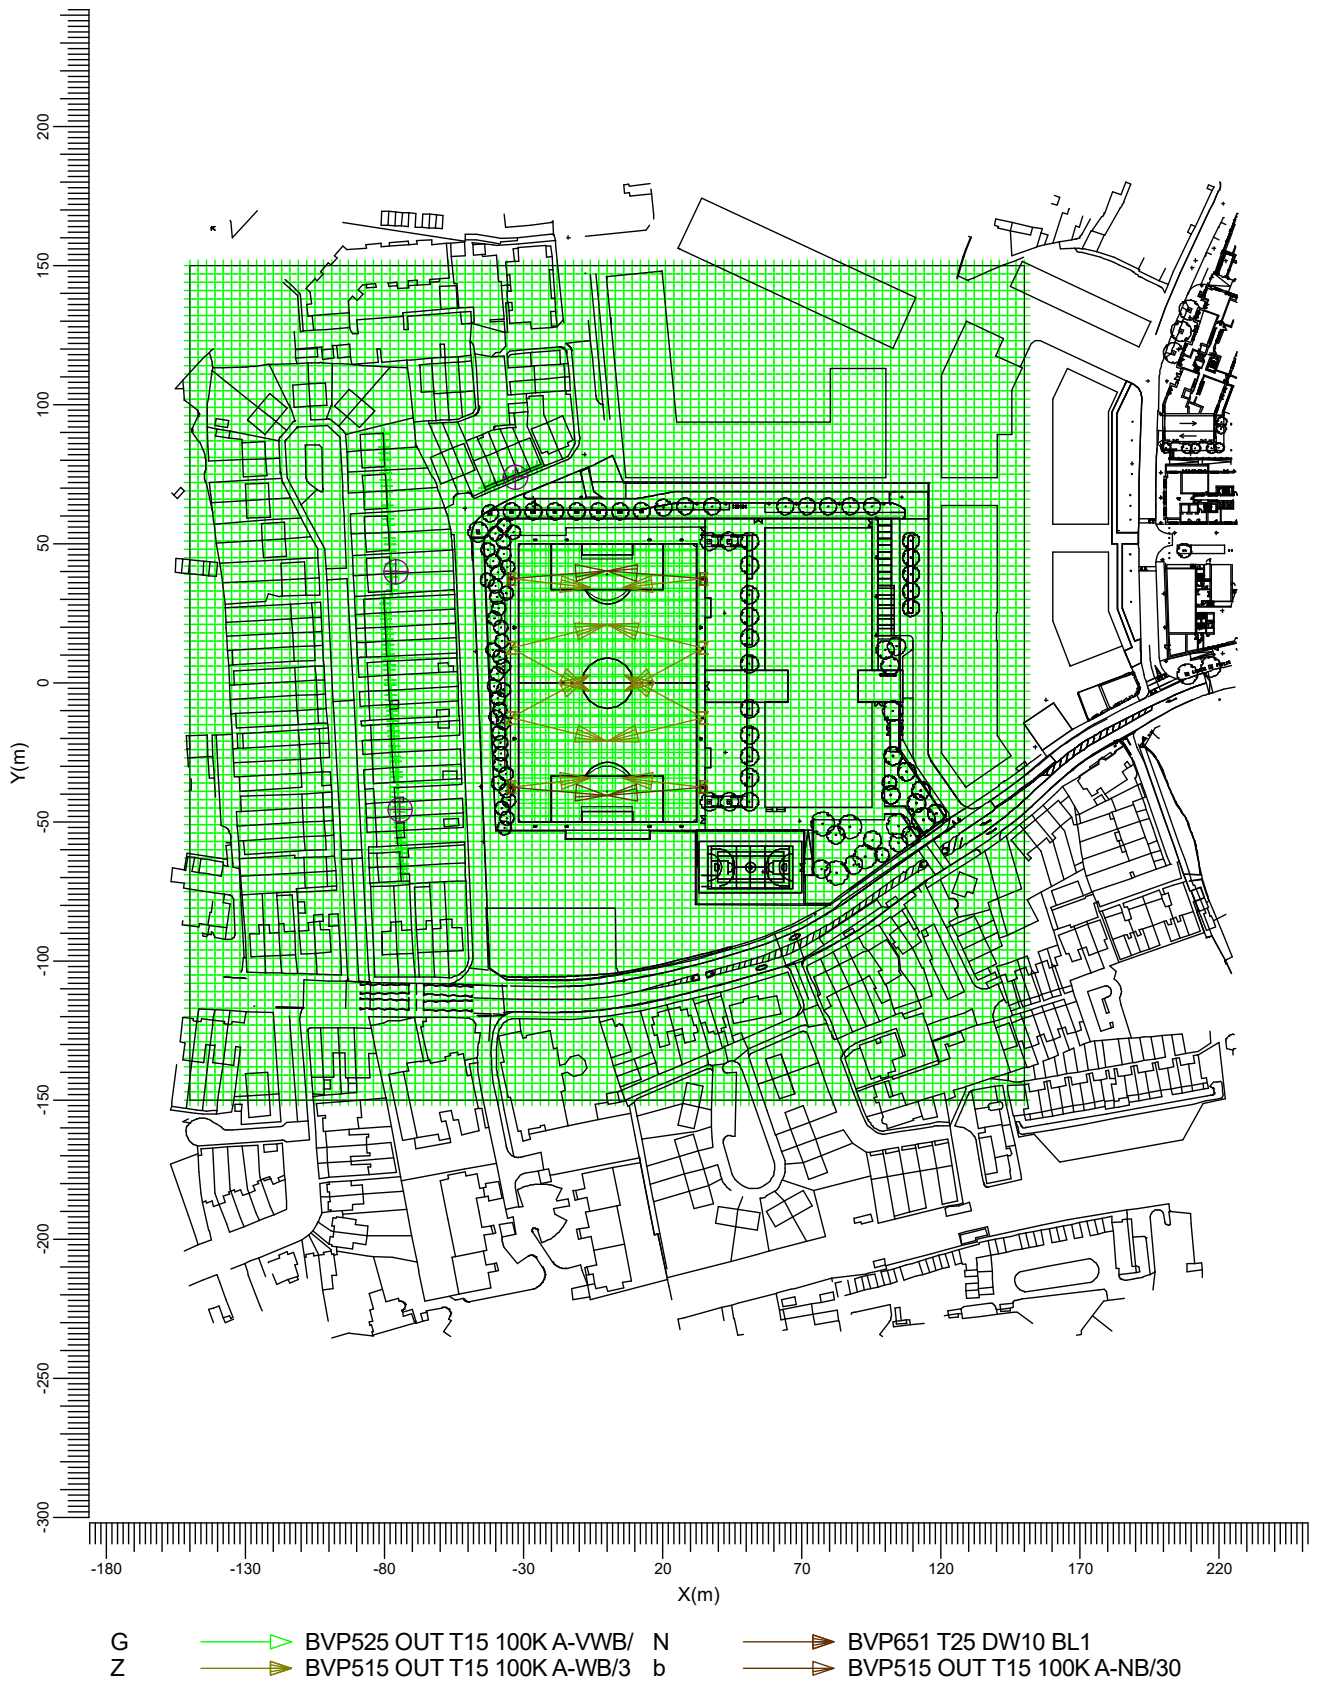 200
150
100
50
0
-50
-100
-150
-200
-250
-300
Y(m)
-180 -130 -80 -30 20 70 120 170 220
X(m)
G BVP525 OUT T15 100K A-VWB/ N BVP651 T25 DW10 BL1
Z BVP515 OUT T15 100K A-WB/3 b BVP515 OUT T15 100K A-NB/30